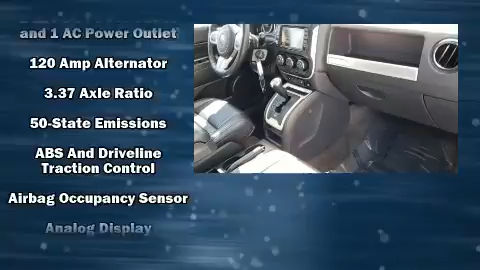 and 1 AC Power Outlet
120 Amp Alternator
3.37 Axle Ratio
50-State Emissions
ABS And Driveline
Traction Control
Airbag Occupancy Sensor
Analog Display